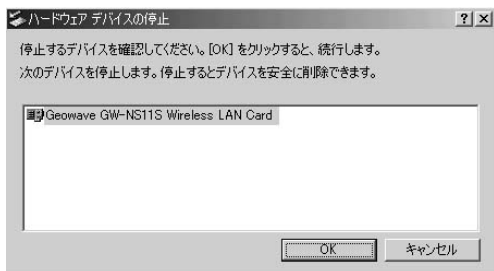 ハードウェア デバイスの停止
停止するデバイスを確認してください。[OK] をクリックすると、続行します。
次のデバイスを停止します。停止するとデバイスを安全に削除できます。
Geowave GW-NS11S Wireless LAN Card
OK キャンセル